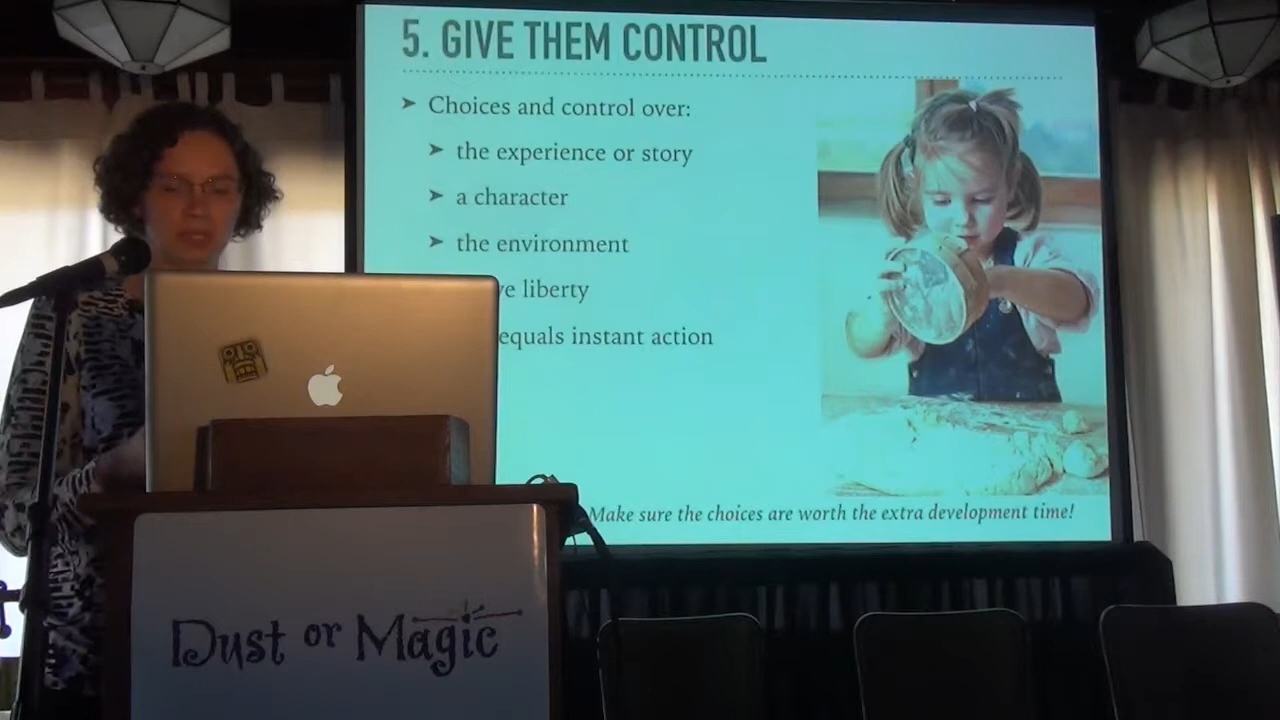 5. GIVE THEM CONTROL
➤ Choices and control over:
➤ the experience or story
➤ a character
➤ the environment
liberty
equals instant action
Make sure the choices are worth the extra development time!
Dust or Magic